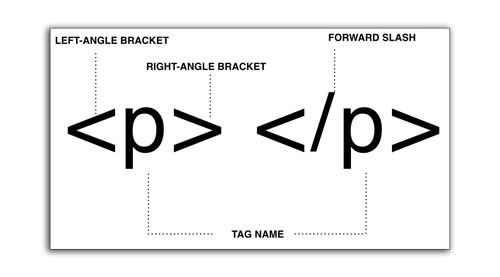 LEFT-ANGLE BRACKET
FORWARD SLASH
RIGHT-ANGLE BRACKET
<p> </p>
TAG NAME